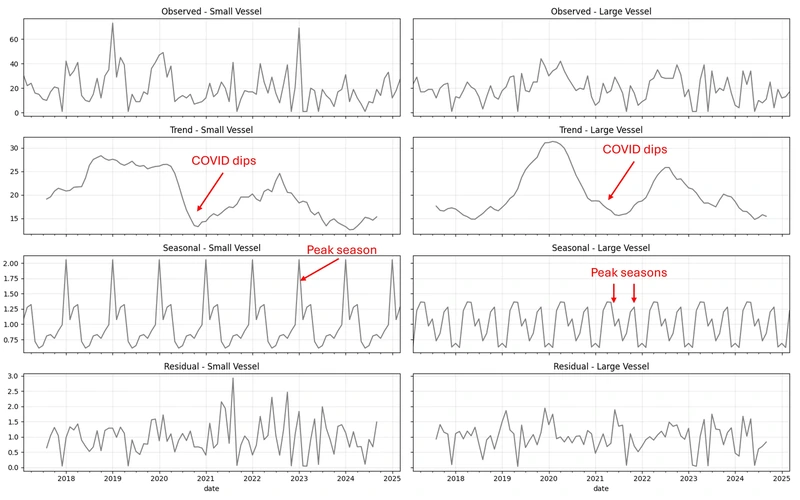 Observed - Small Vessel
Observed - Large Vessel
60
40
20
0
Trend - Small Vessel
Trend - Large Vessel
COVID dips
COVID dips
30
25
20
15
Seasonal - Small Vessel
Seasonal - Large Vessel
Peak season
Peak seasons
2.00
1.75
1.50
1.25
1.00
0.75
Residual - Small Vessel
Residual - Large Vessel
3.0
2.5
2.0
1.5
1.0
0.5
0.0
2018 2019 2020 2021 2022 2023 2024 2025
2018 2019 2020 2021 2022 2023 2024 2025
date
date